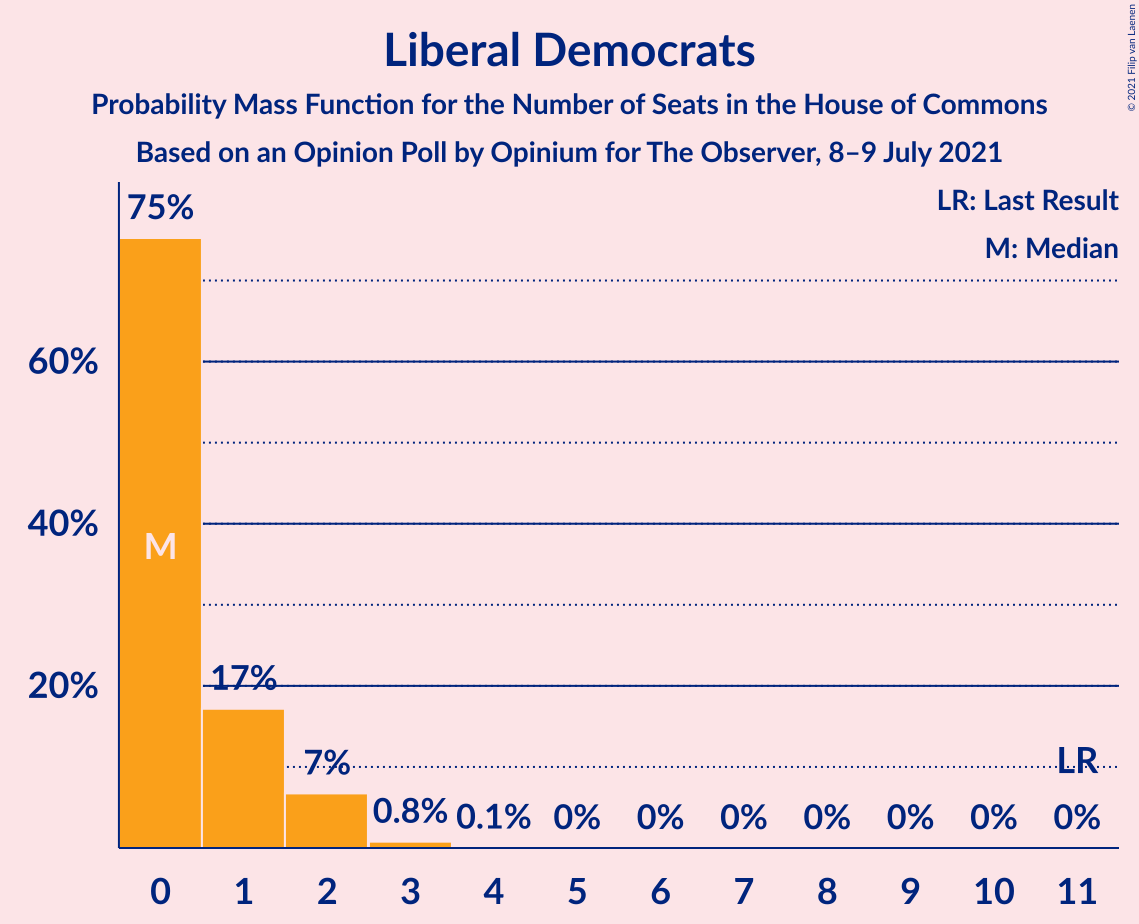 Liberal Democrats
Probability Mass Function for the Number of Seats in the House of Commons
Based on an Opinion Poll by Opinium for The Observer, 8–9 July 2021
© 2021 Filip van Laenen
LR: Last Result
M: Median
75%
60%
40%
M
20%
17%
7%
LR
0.8% 0.1% 0% 0% 0% 0% 0% 0% 0%
0 1 2 3 4 5 6 7 8 9 10 11